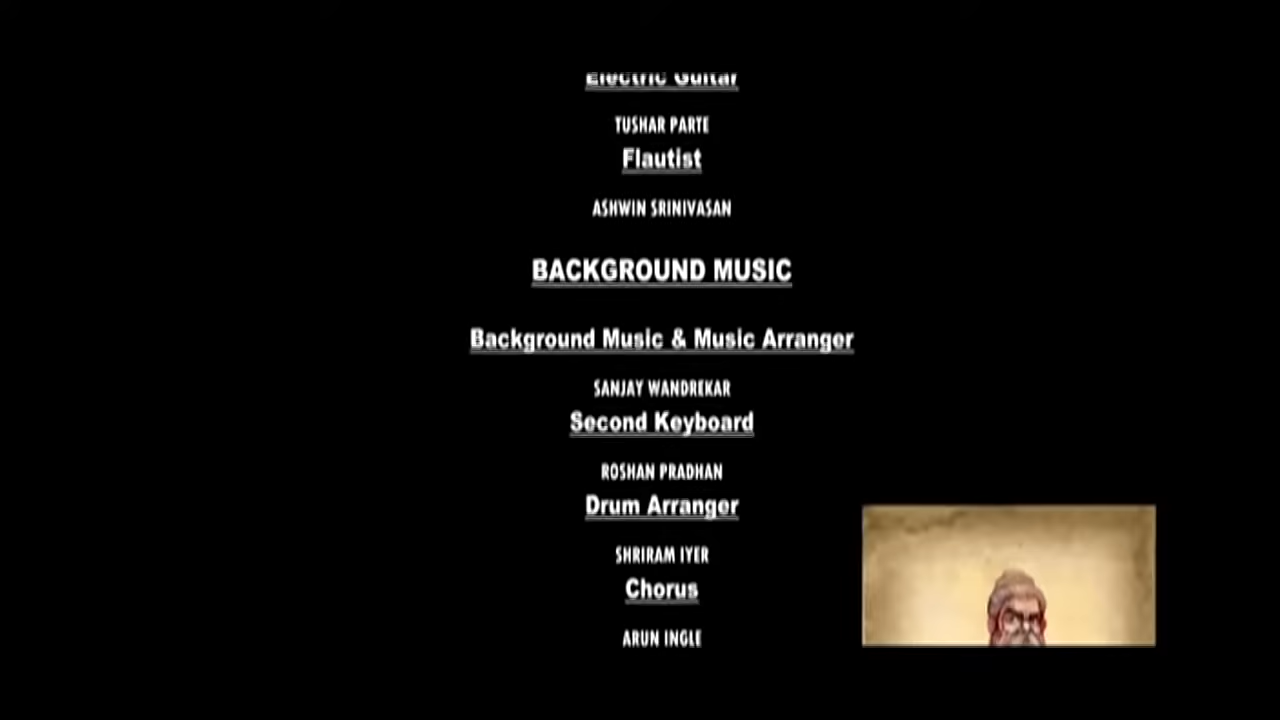 Electric Guitar
TUSHAR PARTE
Flautist
ASHWIN SRINIVASAN
BACKGROUND MUSIC
Background Music & Music Arranger
SANJAY WANDREKAR
Second Keyboard
ROSHAN PRADHAN
Drum Arranger
SHRIRAM IYER
Chorus
ARUN INGLE